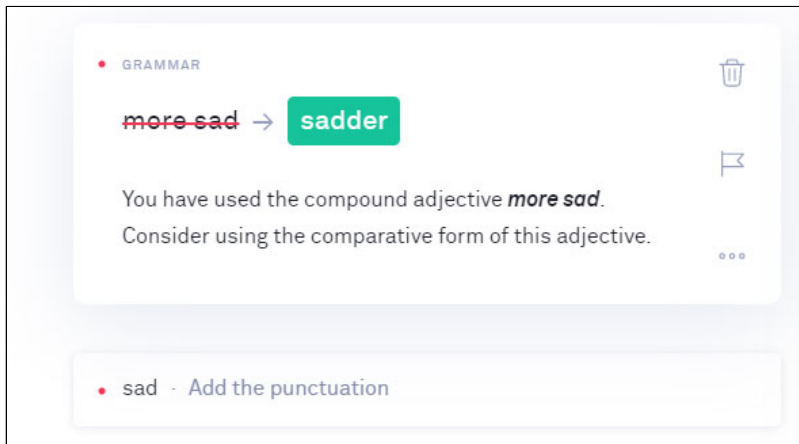 GRAMMAR
more sad → sadder
You have used the compound adjective more sad.
Consider using the comparative form of this adjective.
sad · Add the punctuation